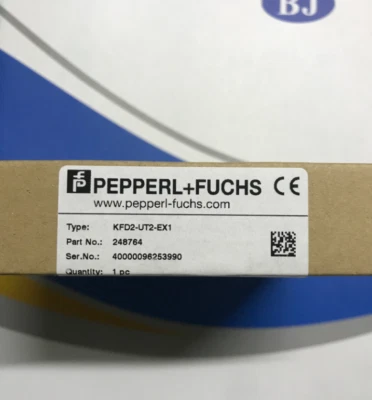 BJ
PEPPERL+FUCHS CE
www.pepperl-fuchs.com
Type: KFD2-UT2-EX1
Part No.: 248764
Ser.No.: 40000096253990
Quantity: 1 pc